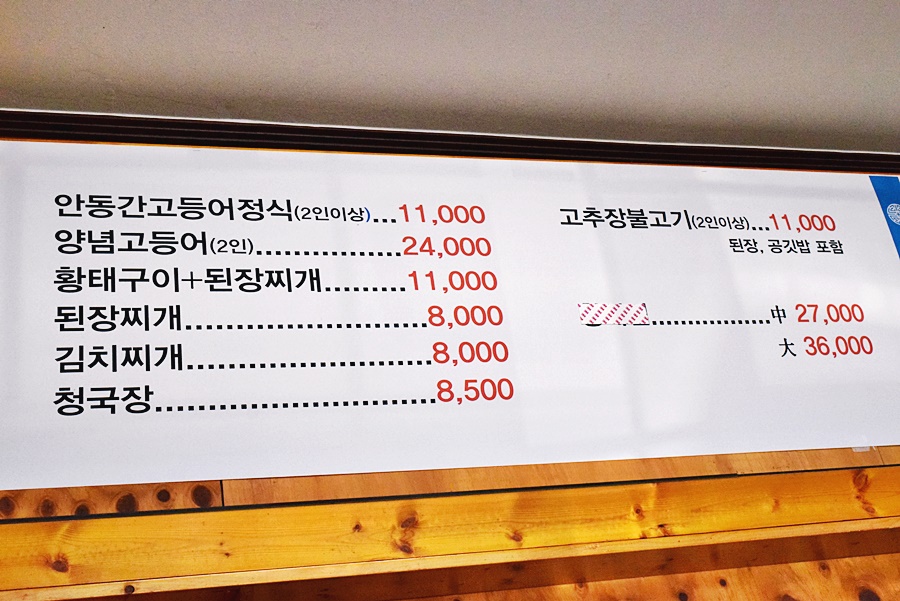 안동간고등어정식(2인이상)...11,000
양념고등어(2인).................24,000
황태구이+된장찌개.........11,000
된장찌개..........................8,000
김치찌개..........................8,000
청국장..............................8,500
고추장불고기(2인이상)...11,000
된장, 공깃밥 포함
....................中 27,000
大 36,000